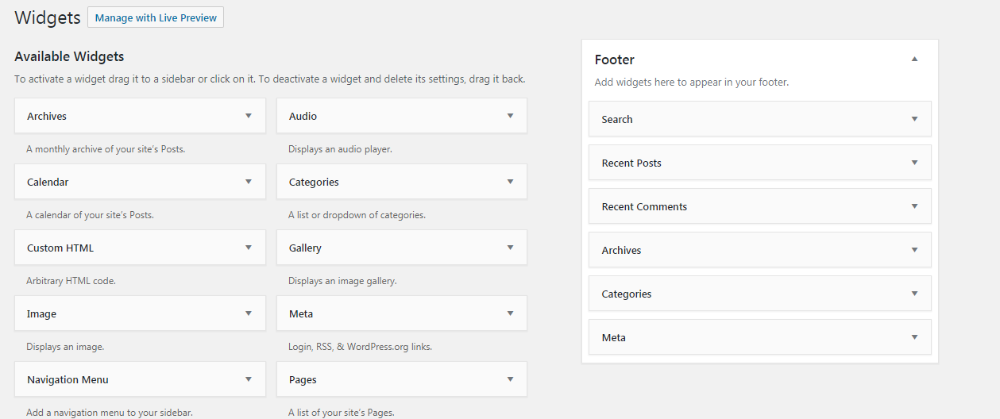 Widgets Manage with Live Preview
Available Widgets
To activate a widget drag it to a sidebar or click on it. To deactivate a widget and delete its settings, drag it back.
Archives
A monthly archive of your site's Posts.
Audio
Displays an audio player.
Calendar
A calendar of your site's Posts.
Categories
A list or dropdown of categories.
Custom HTML
Arbitrary HTML code.
Gallery
Displays an image gallery.
Image
Displays an image.
Meta
Login, RSS, & WordPress.org links.
Navigation Menu
Add a navigation menu to your sidebar.
Pages
A list of your site's Pages.
Footer
Add widgets here to appear in your footer.
Search
Recent Posts
Recent Comments
Archives
Categories
Meta